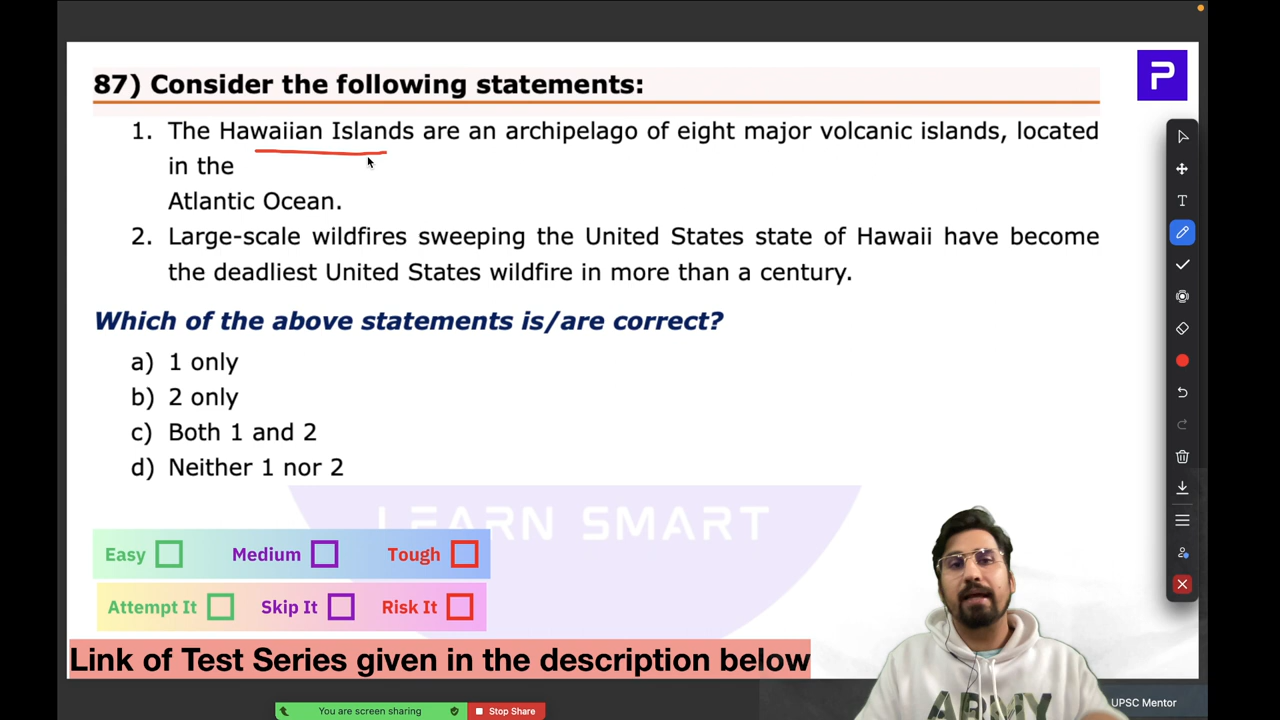 87) Consider the following statements:
1. The Hawaiian Islands are an archipelago of eight major volcanic islands, located
in the
Atlantic Ocean.
2. Large-scale wildfires sweeping the United States state of Hawaii have become
the deadliest United States wildfire in more than a century.
Which of the above statements is/are correct?
a) 1 only
b) 2 only
c) Both 1 and 2
d) Neither 1 nor 2
LEARN SMART
Easy Medium Tough
Attempt It Skip It Risk It
Link of Test Series given in the description below
ARMY
UPSC Mentor
You are screen sharing Stop Share